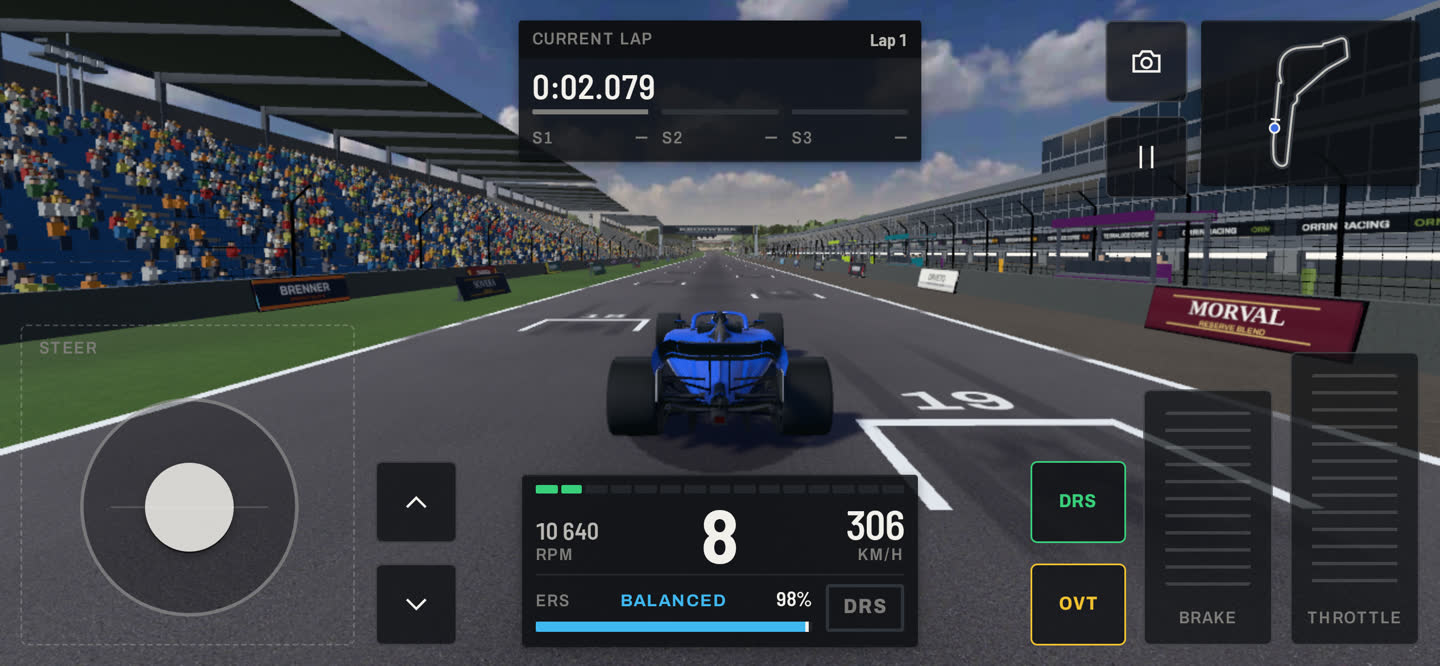 CURRENT LAP
Lap 1
0:02.079
S1 – S2 – S3 –
ORRIN RACING
ORRIN RACING
BRENNER
MORVAL
RESERVE BLEND
STEER
18
19
10 640
RPM
8
306
KM/H
ERS
BALANCED
98%
DRS
DRS
OVT
BRAKE
THROTTLE